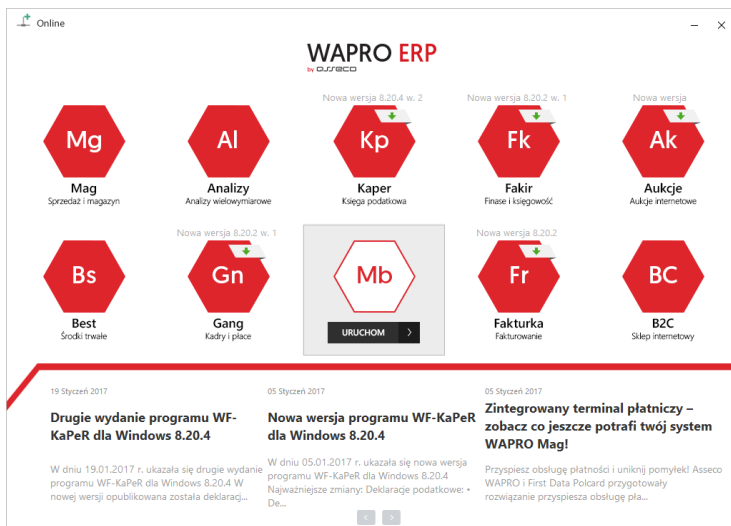 Online
WAPRO ERP
by asseco
Nowa wersja 8.20.4 w. 2
Nowa wersja 8.20.2 w. 1
Nowa wersja
Mg
Al
Kp
Fk
Ak
Mag
Analizy
Kaper
Fakir
Aukcje
Sprzedaż i magazyn
Analizy wielowymiarowe
Księga podatkowa
Finase i księgowość
Aukcje internetowe
Nowa wersja 8.20.2 w. 1
Nowa wersja 8.20.2
Bs
Gn
Mb
Fr
BC
Best
Gang
URUCHOM
Fakturka
B2C
Środki trwałe
Kadry i płace
Fakturowanie
Sklep internetowy
19 Styczeń 2017
Drugie wydanie programu WF-
KaPeR dla Windows 8.20.4
W dniu 19.01.2017 r. ukazała się drugie wydanie
programu WF-KaPeR dla Windows 8.20.4 W
nowej wersji opublikowana została deklaracj...
05 Styczeń 2017
Nowa wersja programu WF-KaPeR
dla Windows 8.20.4
W dniu 05.01.2017 r. ukazała się nowa wersja
programu WF-KaPeR dla Windows 8.20.4
Najważniejsze zmiany: Deklaracje podatkowe: •
De...
05 Styczeń 2017
Zintegrowany terminal płatniczy –
zobacz co jeszcze potrafi twój system
WAPRO Mag!
Przyspiesz obsługę płatności i uniknij pomyłek! Asseco
WAPRO i First Data Polcard przygotowały
rozwiązanie przyspiesza obsługę pła...